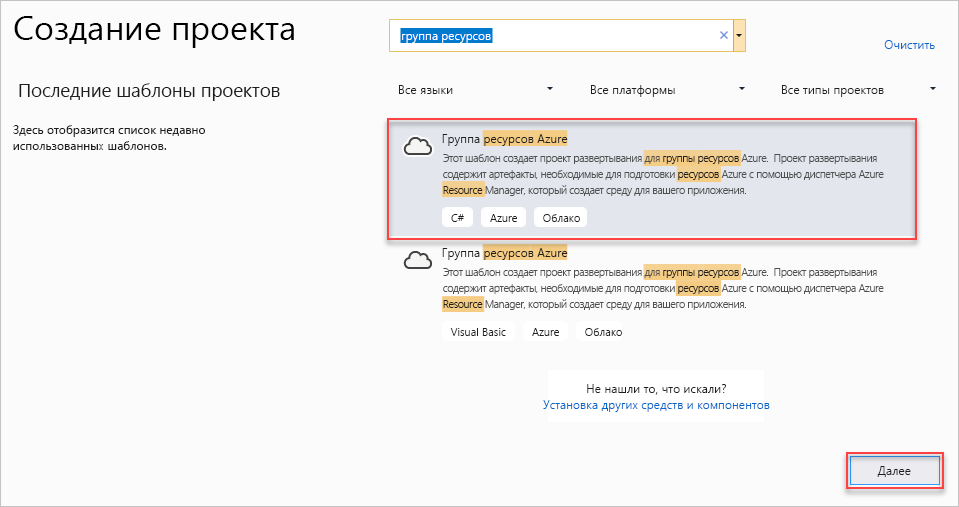 Создание проекта
группа ресурсов
Очистить
Последние шаблоны проектов
Все языки
Все платформы
Все типы проектов
Здесь отобразится список недавно
использованных шаблонов.
Группа ресурсов Azure
Этот шаблон создает проект развертывания для группы ресурсов Azure. Проект развертывания
содержит артефакты, необходимые для подготовки ресурсов Azure с помощью диспетчера Azure
Resource Manager, который создает среду для вашего приложения.
C#
Azure
Облако
Группа ресурсов Azure
Этот шаблон создает проект развертывания для группы ресурсов Azure. Проект развертывания
содержит артефакты, необходимые для подготовки ресурсов Azure с помощью диспетчера Azure
Resource Manager, который создает среду для вашего приложения.
Visual Basic
Azure
Облако
Не нашли то, что искали?
Установка других средств и компонентов
Далее